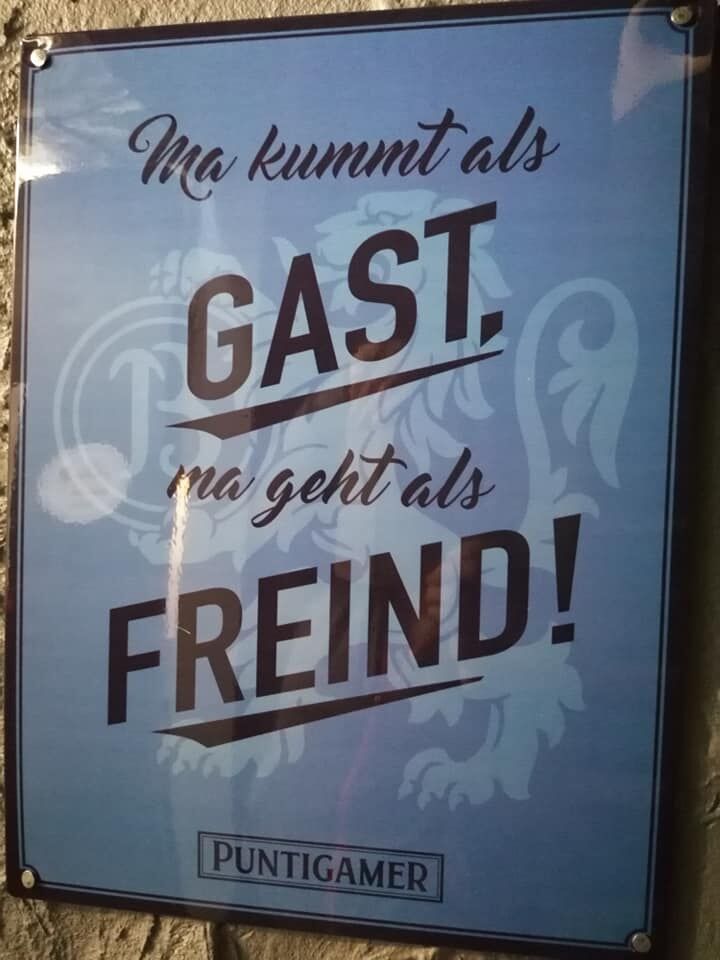 Ma kummt als
GAST,
ma geht als
FREIND!
PUNTIGAMER
B